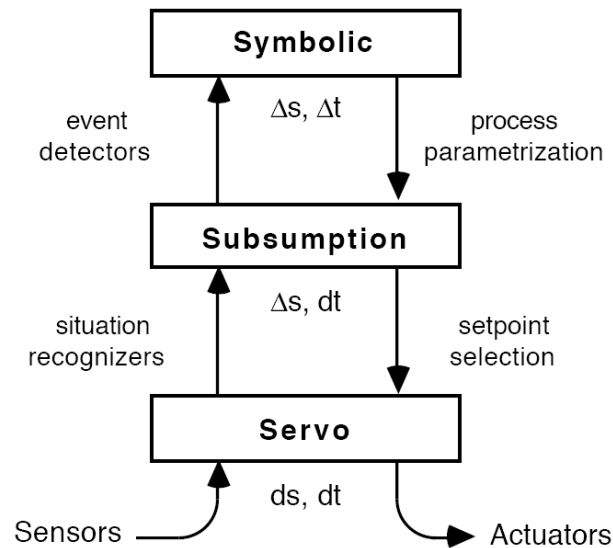 Symbolic
event
detectors
Δs, Δt
process
parametrization
Subsumption
situation
recognizers
Δs, dt
setpoint
selection
Servo
Sensors
ds, dt
Actuators